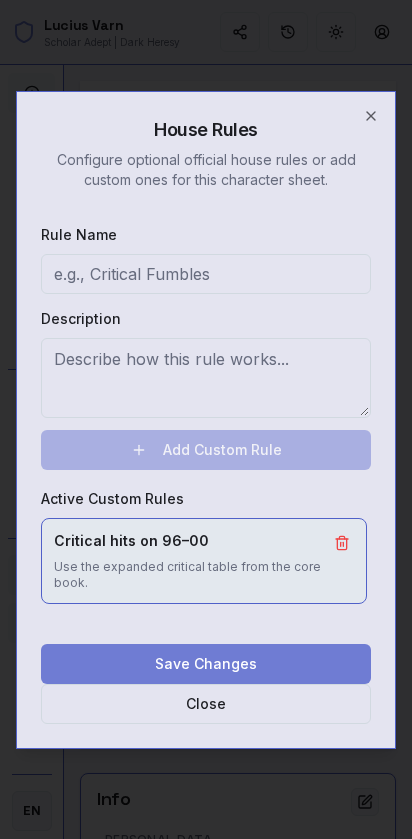 Lucius Varn
Scholar Adept | Dark Heresy
House Rules
Configure optional official house rules or add
custom ones for this character sheet.
Rule Name
e.g., Critical Fumbles
Description
Describe how this rule works...
Add Custom Rule
Active Custom Rules
Critical hits on 96–00
Use the expanded critical table from the core
book.
Save Changes
Close
EN
Info
PERSONAL DATA